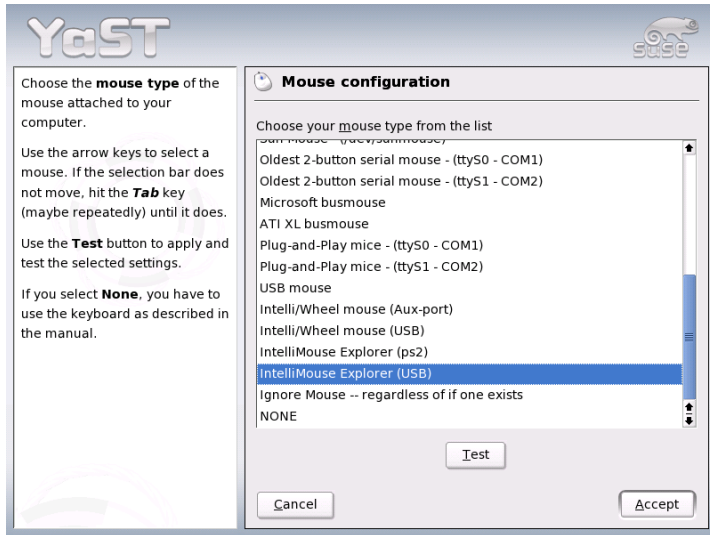 YaST
SUSE
Choose the mouse type of the
mouse attached to your
computer.
Use the arrow keys to select a
mouse. If the selection bar does
not move, hit the Tab key
(maybe repeatedly) until it does.
Use the Test button to apply and
test the selected settings.
If you select None, you have to
use the keyboard as described in
the manual.
Mouse configuration
Choose your mouse type from the list
Sun Mouse - (/dev/sunmouse)
Oldest 2-button serial mouse - (ttyS0 - COM1)
Oldest 2-button serial mouse - (ttyS1 - COM2)
Microsoft busmouse
ATI XL busmouse
Plug-and-Play mice - (ttyS0 - COM1)
Plug-and-Play mice - (ttyS1 - COM2)
USB mouse
Intelli/Wheel mouse (Aux-port)
Intelli/Wheel mouse (USB)
IntelliMouse Explorer (ps2)
IntelliMouse Explorer (USB)
Ignore Mouse -- regardless of if one exists
NONE
Test
Cancel
Accept